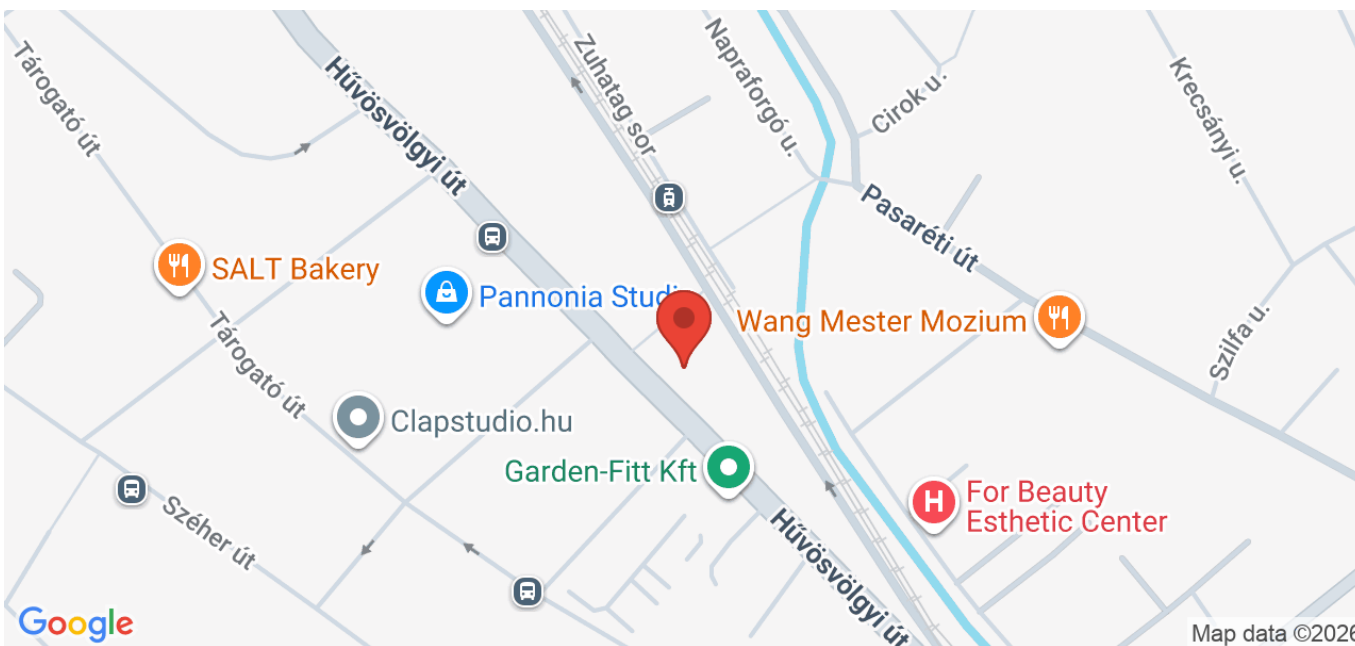 Tárogató út
Hűvösvölgyi út
Zuhatag sor
Napraforgó u.
Cirok u.
Krecsányi u.
Pasaréti út
SALT Bakery
Pannonia Studi
Wang Mester Mozium
Szilfa u.
Tárogató út
Clapstudio.hu
Garden-Fitt Kft
H
For Beauty
Esthetic Center
Széher út
Hűvösvölgyi út
Google
Map data ©2026